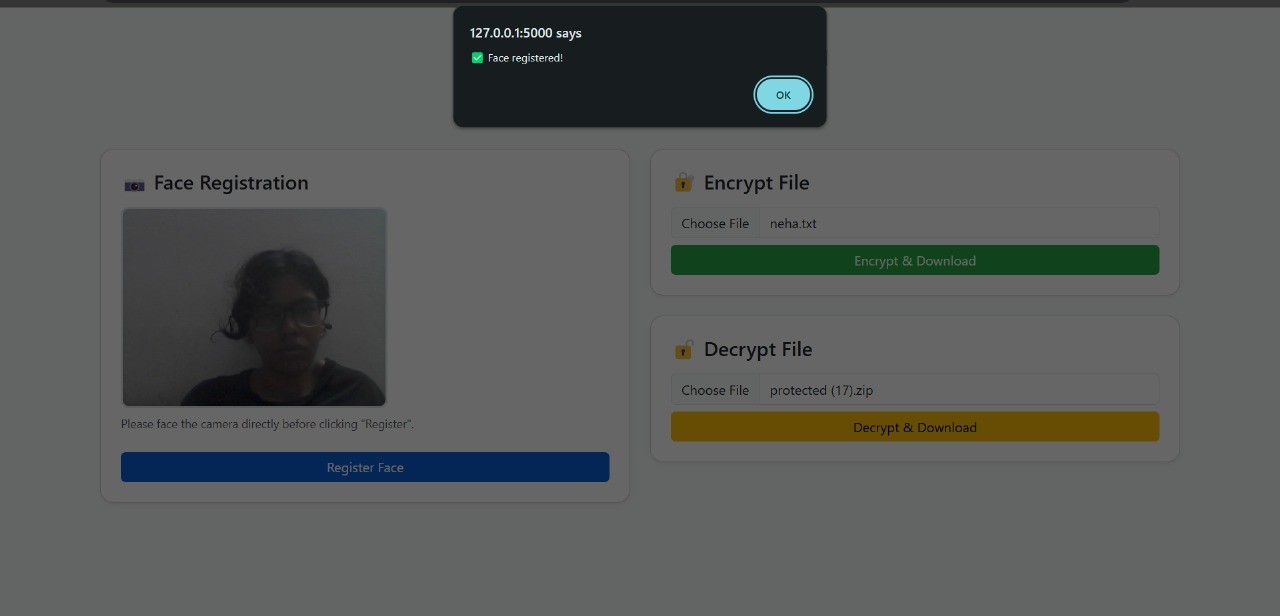 127.0.0.1:5000 says
✅ Face registered!
OK
Face Registration
Please face the camera directly before clicking "Register".
Register Face
Encrypt File
Choose File neha.txt
Encrypt & Download
Decrypt File
Choose File protected (17).zip
Decrypt & Download